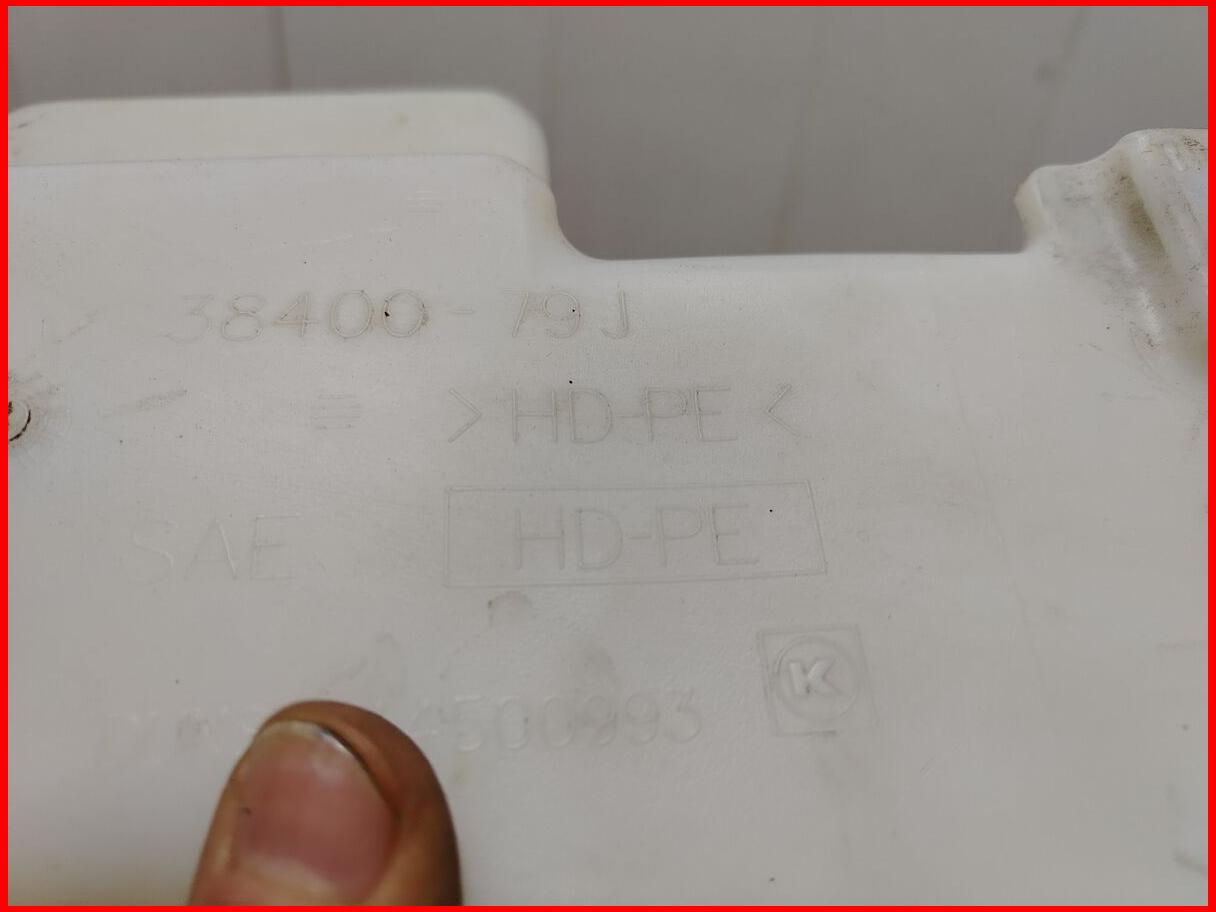 38400-79J
>HD-PE<
SAE HD-PE
4500993
K